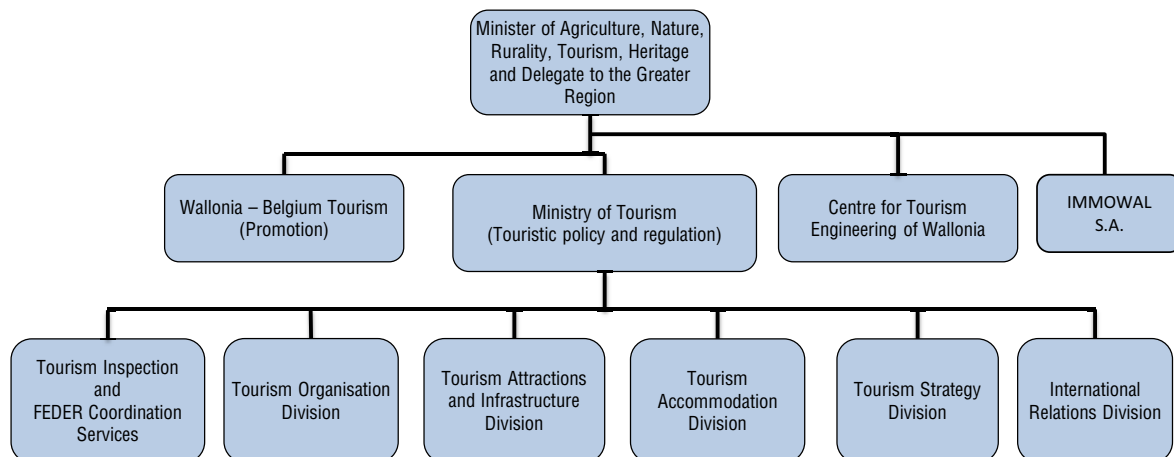 Minister of Agriculture, Nature,
Rurality, Tourism, Heritage
and Delegate to the Greater
Region
Wallonia – Belgium Tourism
(Promotion)
Ministry of Tourism
(Touristic policy and regulation)
Centre for Tourism
Engineering of Wallonia
IMMOWAL
S.A.
Tourism Inspection
and
FEDER Coordination
Services
Tourism Organisation
Division
Tourism Attractions
and Infrastructure
Division
Tourism
Accommodation
Division
Tourism Strategy
Division
International
Relations Division